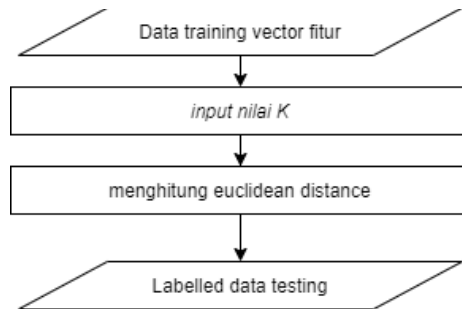 Data training vector fitur
input nilai K
menghitung euclidean distance
Labelled data testing